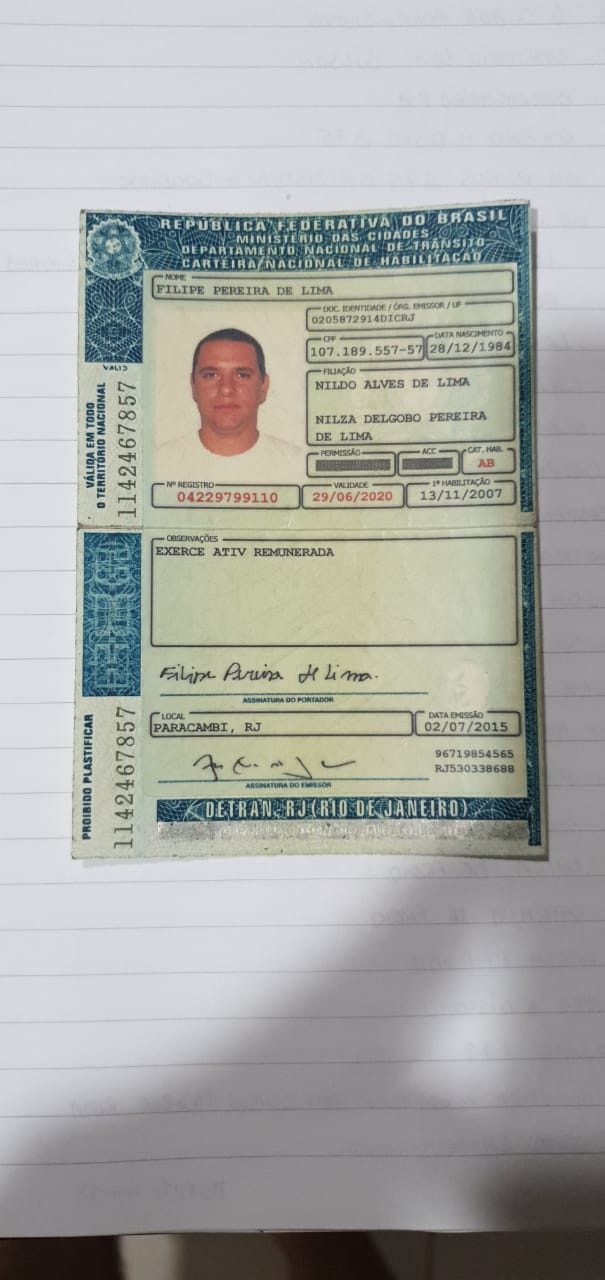 REPÚBLICA FEDERATIVA DO BRASIL
MINISTÉRIO DAS CIDADES
DEPARTAMENTO NACIONAL DE TRÂNSITO
CARTEIRA NACIONAL DE HABILITAÇÃO
NOME
FILIPE PEREIRA DE LIMA
DOC. IDENTIDADE / ÓRG. EMISSOR / UF
0205872914DICRJ
CPF
107.189.557-57
DATA NASCIMENTO
28/12/1984
FILIAÇÃO
NILDO ALVES DE LIMA
NILZA DELGOBO PEREIRA
DE LIMA
PERMISSÃO
ACC
CAT. HAB.
AB
Nº REGISTRO
04229799110
VALIDADE
29/06/2020
1ª HABILITAÇÃO
13/11/2007
VÁLIDA EM TODO
O TERRITÓRIO NACIONAL
1142467857
OBSERVAÇÕES
EXERCE ATIV REMUNERADA
Filipe Pereira de Lima.
ASSINATURA DO PORTADOR
LOCAL
PARACAMBI, RJ
DATA EMISSÃO
02/07/2015
96719854565
RJ530338688
ASSINATURA DO EMISSOR
DETRAN, RJ (RIO DE JANEIRO)
PROIBIDO PLASTIFICAR
1142467857